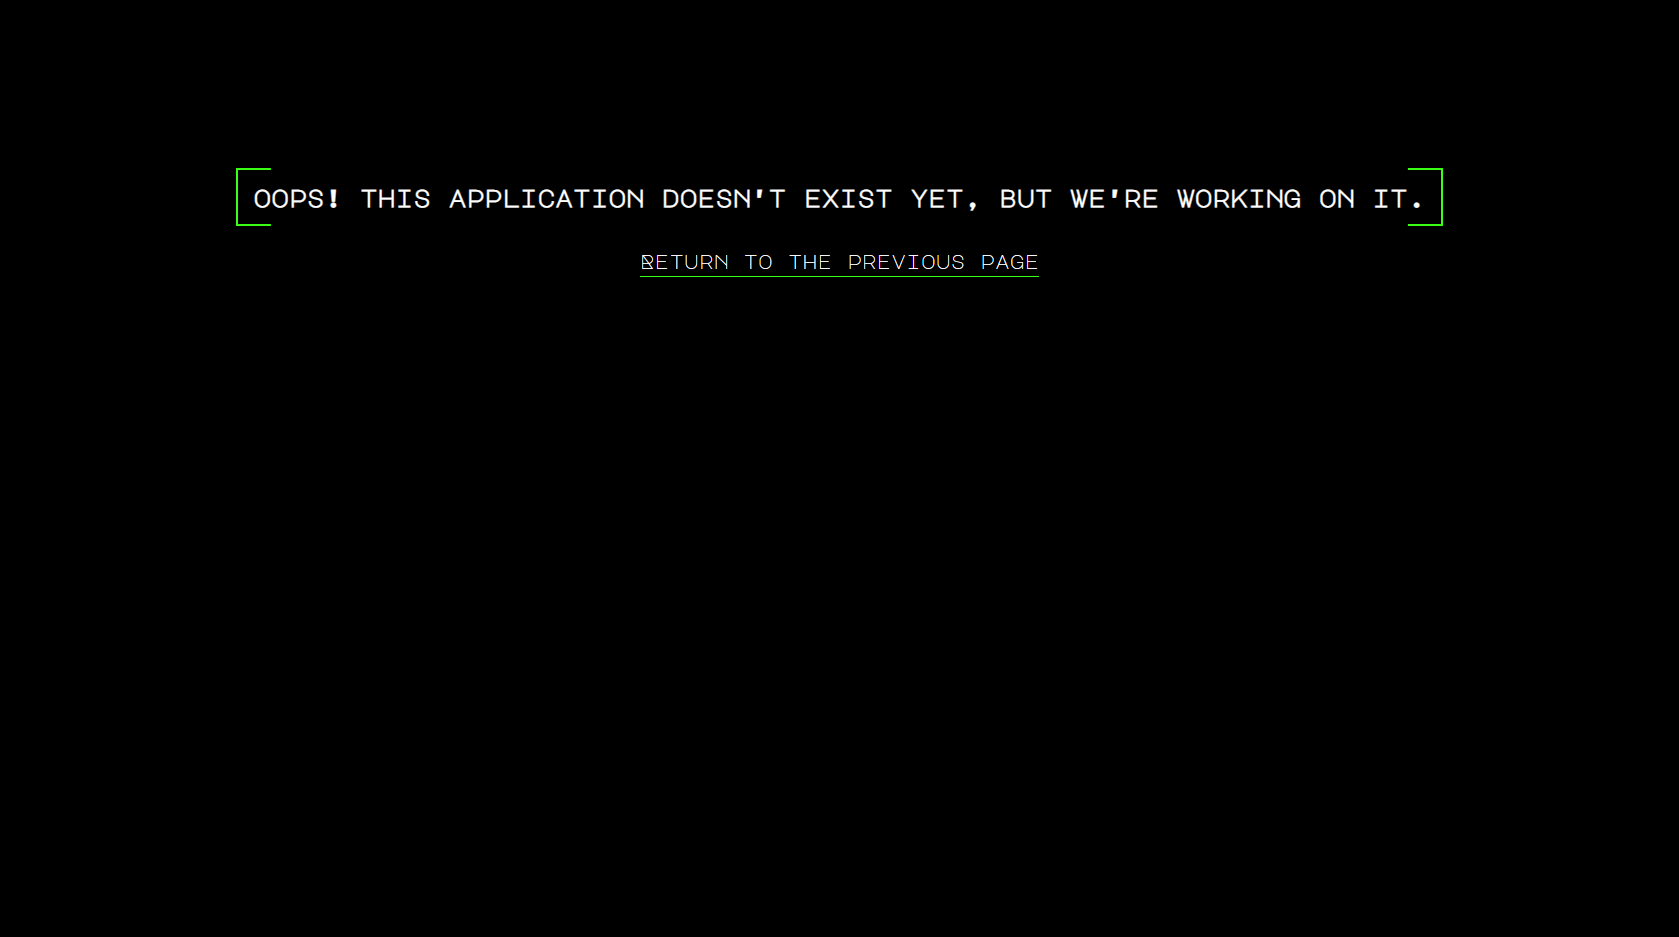 OOPS! THIS APPLICATION DOESN'T EXIST YET, BUT WE'RE WORKING ON IT.
RETURN TO THE PREVIOUS PAGE